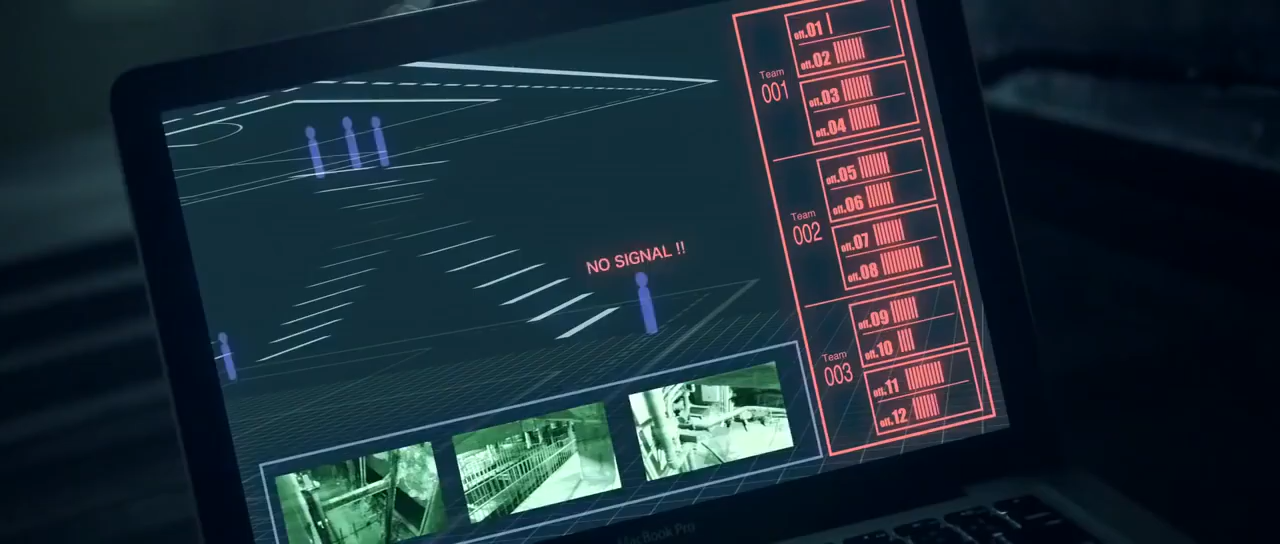 off.01
off.02
Team
001
off.03
off.04
off.05
off.06
Team
002
off.07
off.08
NO SIGNAL !!
off.09
off.10
Team
003
off.11
off.12
MacBook Pro